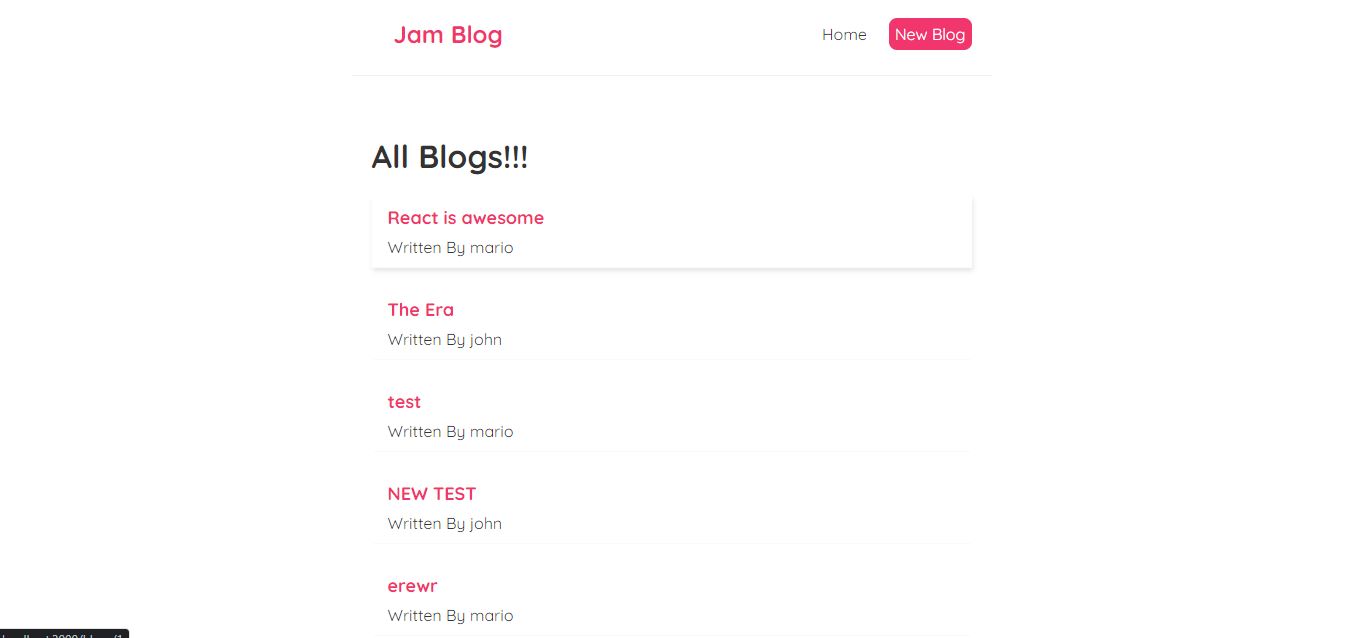 Jam Blog
Home
New Blog
All Blogs!!!
React is awesome
Written By mario
The Era
Written By john
test
Written By mario
NEW TEST
Written By john
erewr
Written By mario